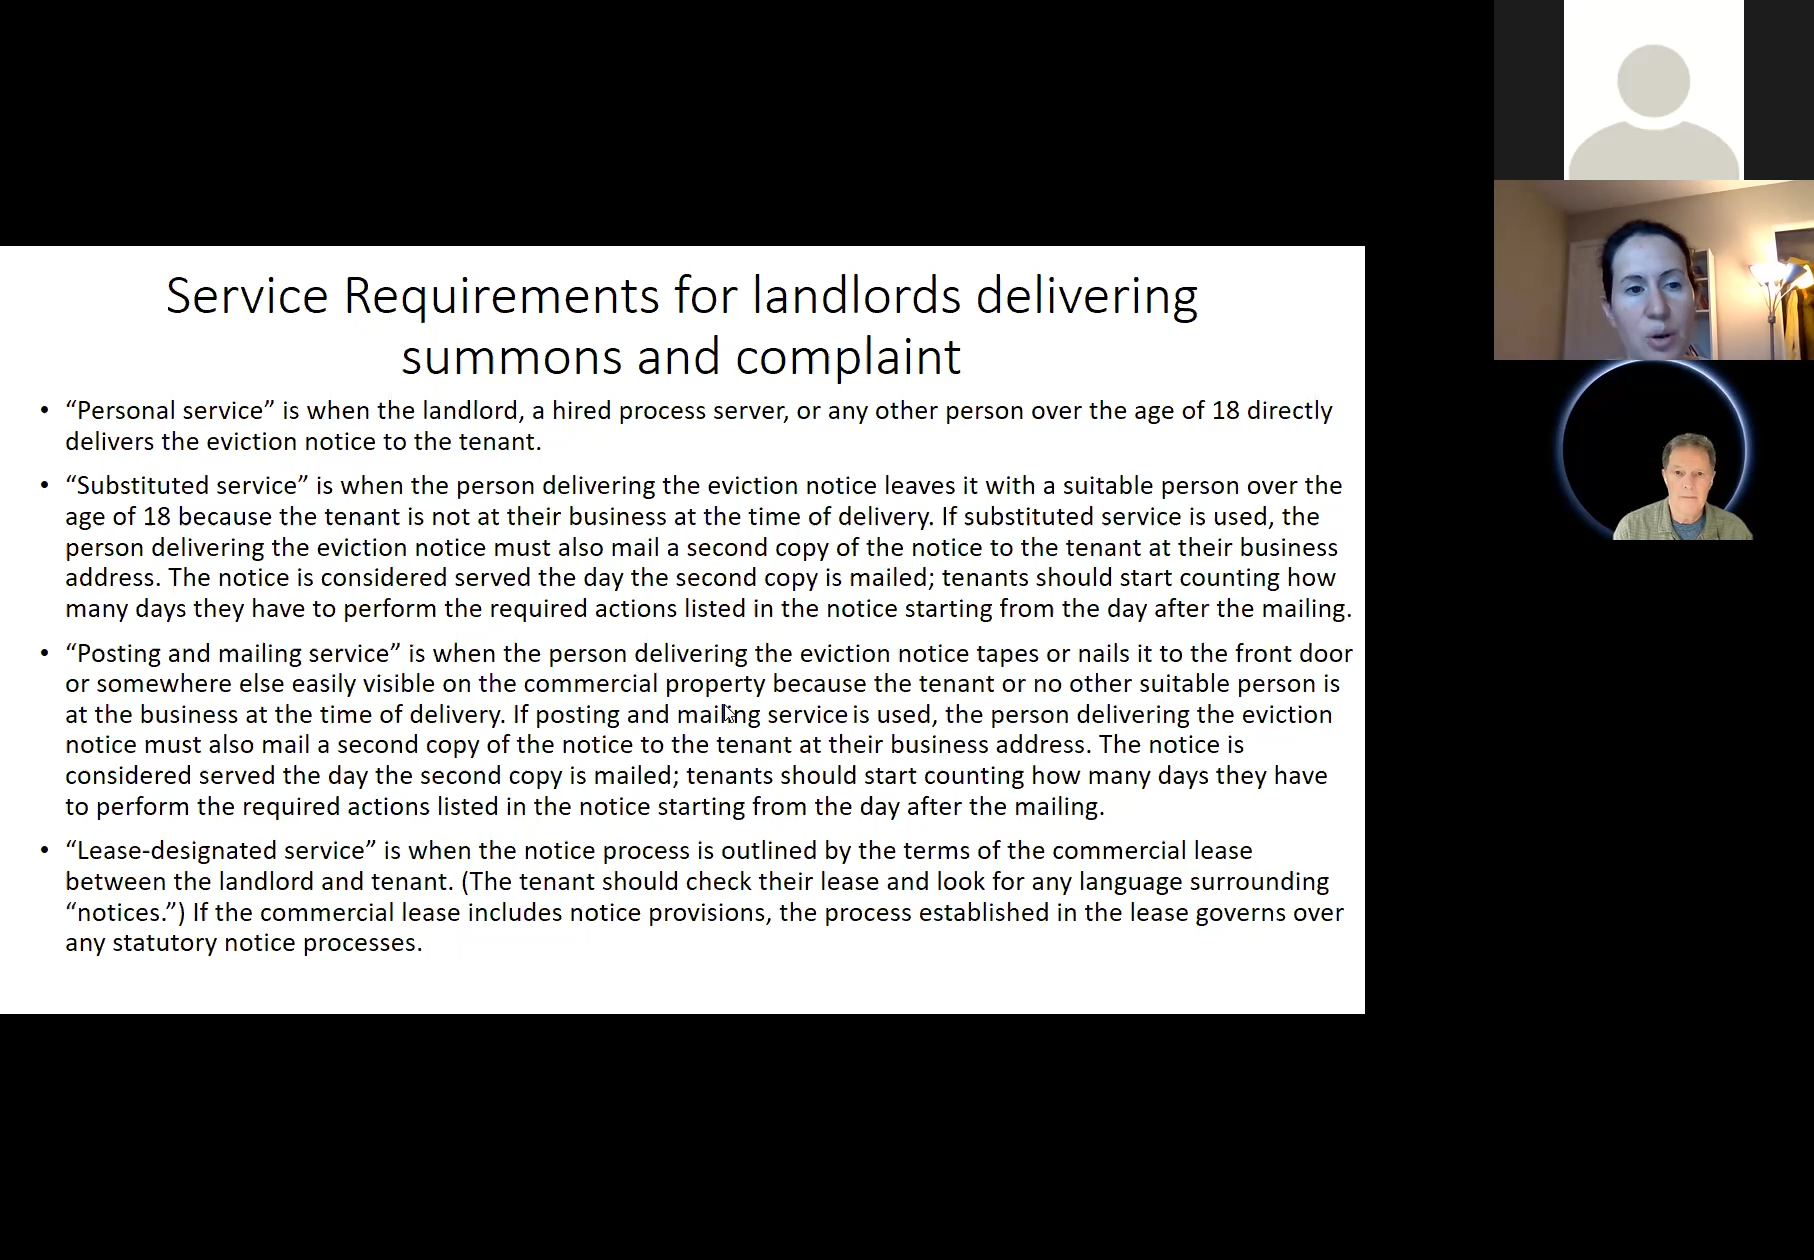 Service Requirements for landlords delivering
summons and complaint
• “Personal service” is when the landlord, a hired process server, or any other person over the age of 18 directly
delivers the eviction notice to the tenant.
• “Substituted service” is when the person delivering the eviction notice leaves it with a suitable person over the
age of 18 because the tenant is not at their business at the time of delivery. If substituted service is used, the
person delivering the eviction notice must also mail a second copy of the notice to the tenant at their business
address. The notice is considered served the day the second copy is mailed; tenants should start counting how
many days they have to perform the required actions listed in the notice starting from the day after the mailing.
• “Posting and mailing service” is when the person delivering the eviction notice tapes or nails it to the front door
or somewhere else easily visible on the commercial property because the tenant or no other suitable person is
at the business at the time of delivery. If posting and mailing service is used, the person delivering the eviction
notice must also mail a second copy of the notice to the tenant at their business address. The notice is
considered served the day the second copy is mailed; tenants should start counting how many days they have
to perform the required actions listed in the notice starting from the day after the mailing.
• “Lease-designated service” is when the notice process is outlined by the terms of the commercial lease
between the landlord and tenant. (The tenant should check their lease and look for any language surrounding
“notices.”) If the commercial lease includes notice provisions, the process established in the lease governs over
any statutory notice processes.